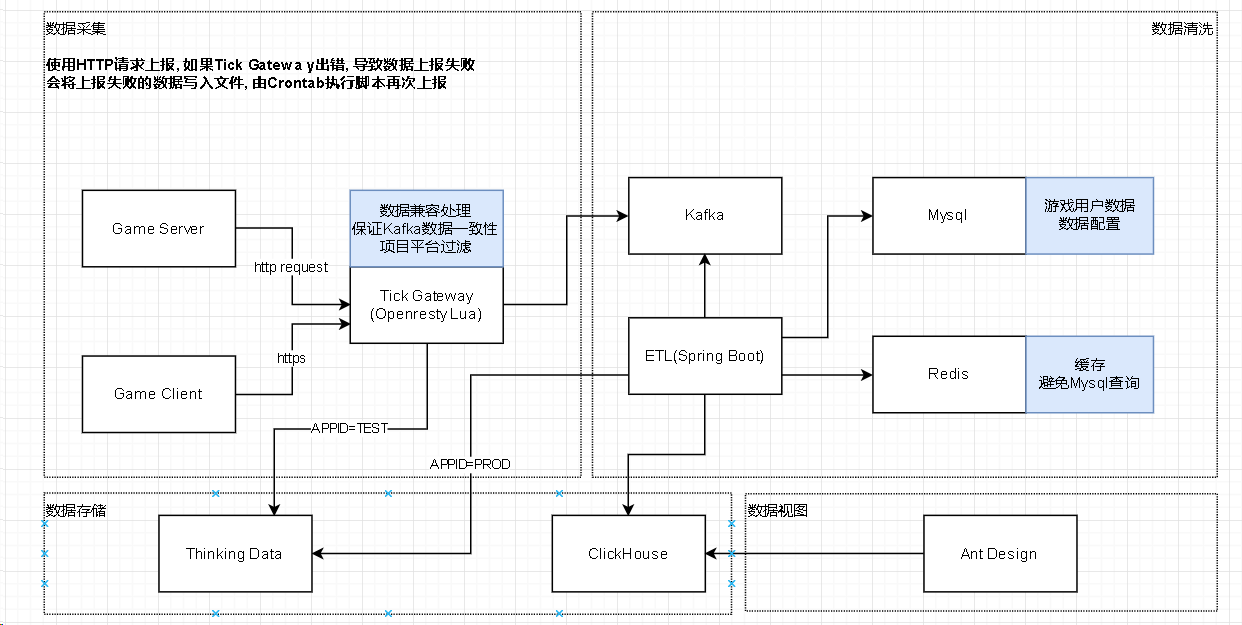 数据采集
使用HTTP请求上报, 如果Tick Gatewa y出错, 导致数据上报失败
会将上报失败的数据写入文件, 由Crontab执行脚本再次上报
数据清洗
Game Server
http request
数据兼容处理
保证Kafka数据一致性
项目平台过滤
Tick Gateway
(Openresty Lua)
Game Client
https
APPID=TEST
APPID=PROD
Kafka
Mysql
游戏用户数据
数据配置
ETL(Spring Boot)
Redis
缓存
避免Mysql查询
数据存储
Thinking Data
ClickHouse
数据视图
Ant Design